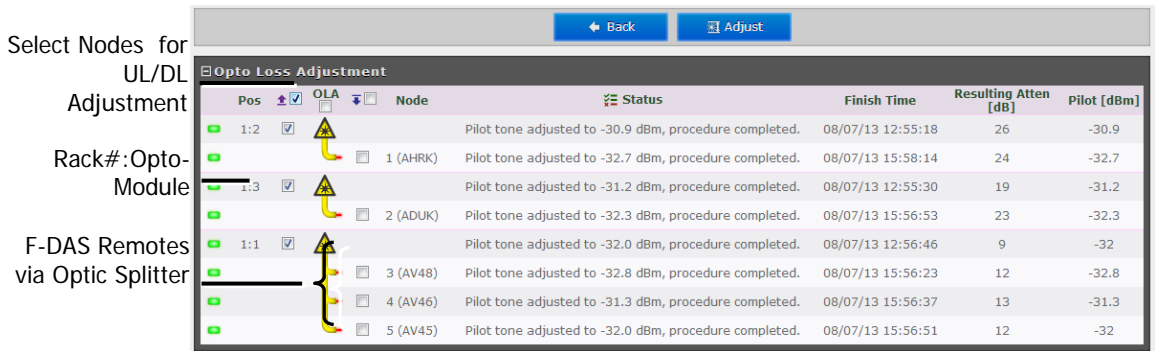 Back Adjust
Select Nodes for
UL/DL
Adjustment
Rack#:Opto-
Module
F-DAS Remotes
via Optic Splitter
Opto Loss Adjustment
Pos OLA Node Status Finish Time Resulting Atten [dB] Pilot [dBm]
1:2 Pilot tone adjusted to -30.9 dBm, procedure completed. 08/07/13 12:55:18 26 -30.9
1 (AHRK) Pilot tone adjusted to -32.7 dBm, procedure completed. 08/07/13 15:58:14 24 -32.7
1:3 Pilot tone adjusted to -31.2 dBm, procedure completed. 08/07/13 12:55:30 19 -31.2
2 (ADUK) Pilot tone adjusted to -32.3 dBm, procedure completed. 08/07/13 15:56:53 23 -32.3
1:1 Pilot tone adjusted to -32.0 dBm, procedure completed. 08/07/13 12:56:46 9 -32
3 (AV48) Pilot tone adjusted to -32.8 dBm, procedure completed. 08/07/13 15:56:23 12 -32.8
4 (AV46) Pilot tone adjusted to -31.3 dBm, procedure completed. 08/07/13 15:56:37 13 -31.3
5 (AV45) Pilot tone adjusted to -32.0 dBm, procedure completed. 08/07/13 15:56:51 12 -32